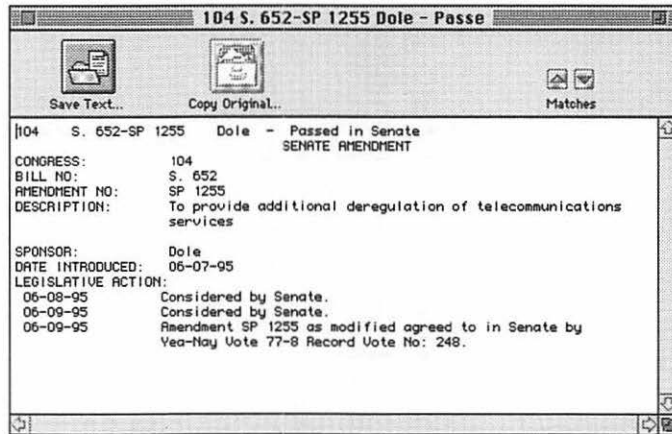 104 S. 652-SP 1255 Dole - Passe
Save Text...
Copy Original...
Matches
104 S. 652-SP 1255 Dole - Passed in Senate
SENATE AMENDMENT
CONGRESS: 104
BILL NO: S. 652
AMENDMENT NO: SP 1255
DESCRIPTION: To provide additional deregulation of telecommunications
services
SPONSOR: Dole
DATE INTRODUCED: 06-07-95
LEGISLATIVE ACTION:
06-08-95 Considered by Senate.
06-09-95 Considered by Senate.
06-09-95 Amendment SP 1255 as modified agreed to in Senate by
Yea-Nay Vote 77-8 Record Vote No: 248.